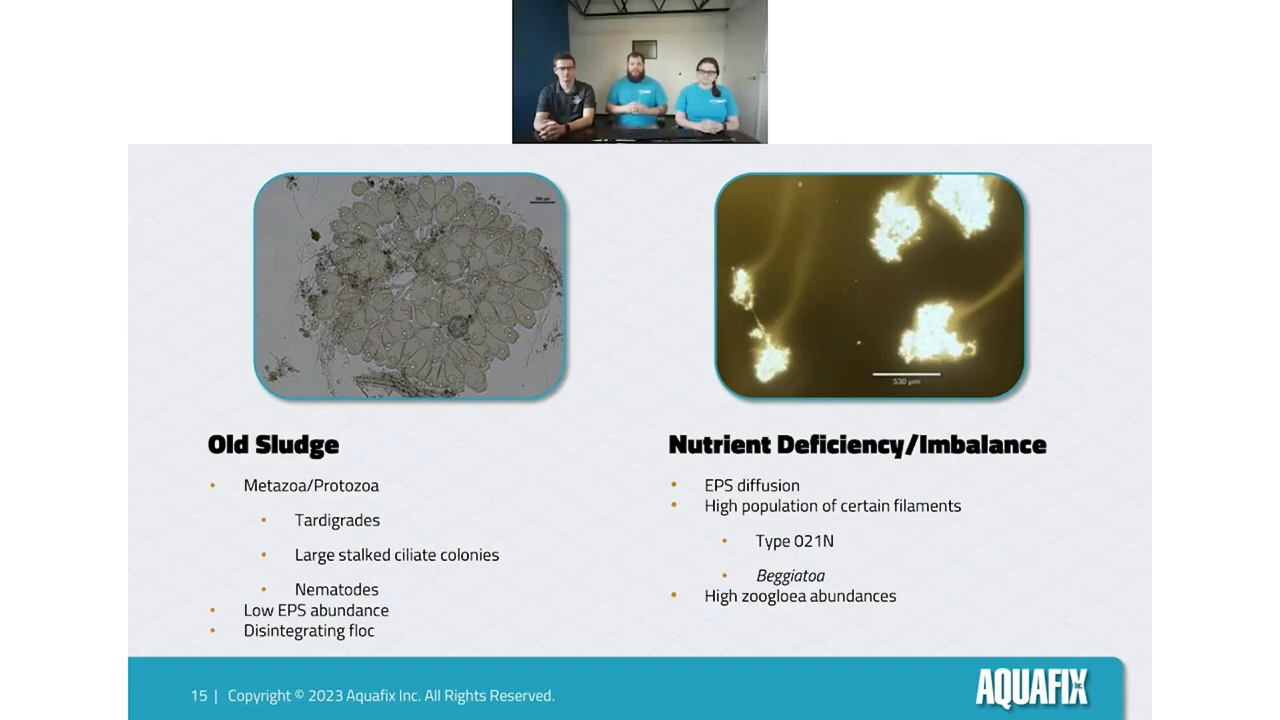 Old Sludge
• Metazoa/Protozoa
• Tardigrades
• Large stalked ciliate colonies
• Nematodes
• Low EPS abundance
• Disintegrating floc
530 µm
Nutrient Deficiency/Imbalance
• EPS diffusion
• High population of certain filaments
• Type 021N
• Beggiatoa
• High zoogloea abundances
15 | Copyright © 2023 Aquafix Inc. All Rights Reserved.
AQUAFIX